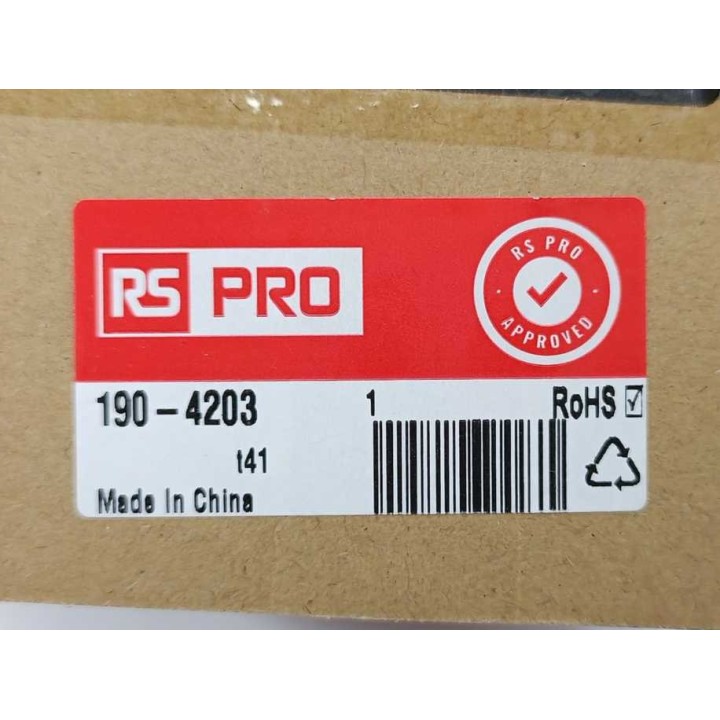 RS PRO
RS PRO
APPROVED
190-4203
1
RoHS
t41
Made In China